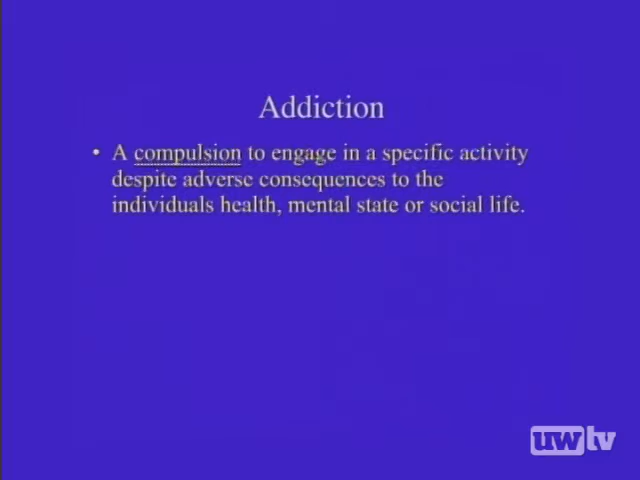 Addiction
• A compulsion to engage in a specific activity
despite adverse consequences to the
individuals health, mental state or social life.
uwtv